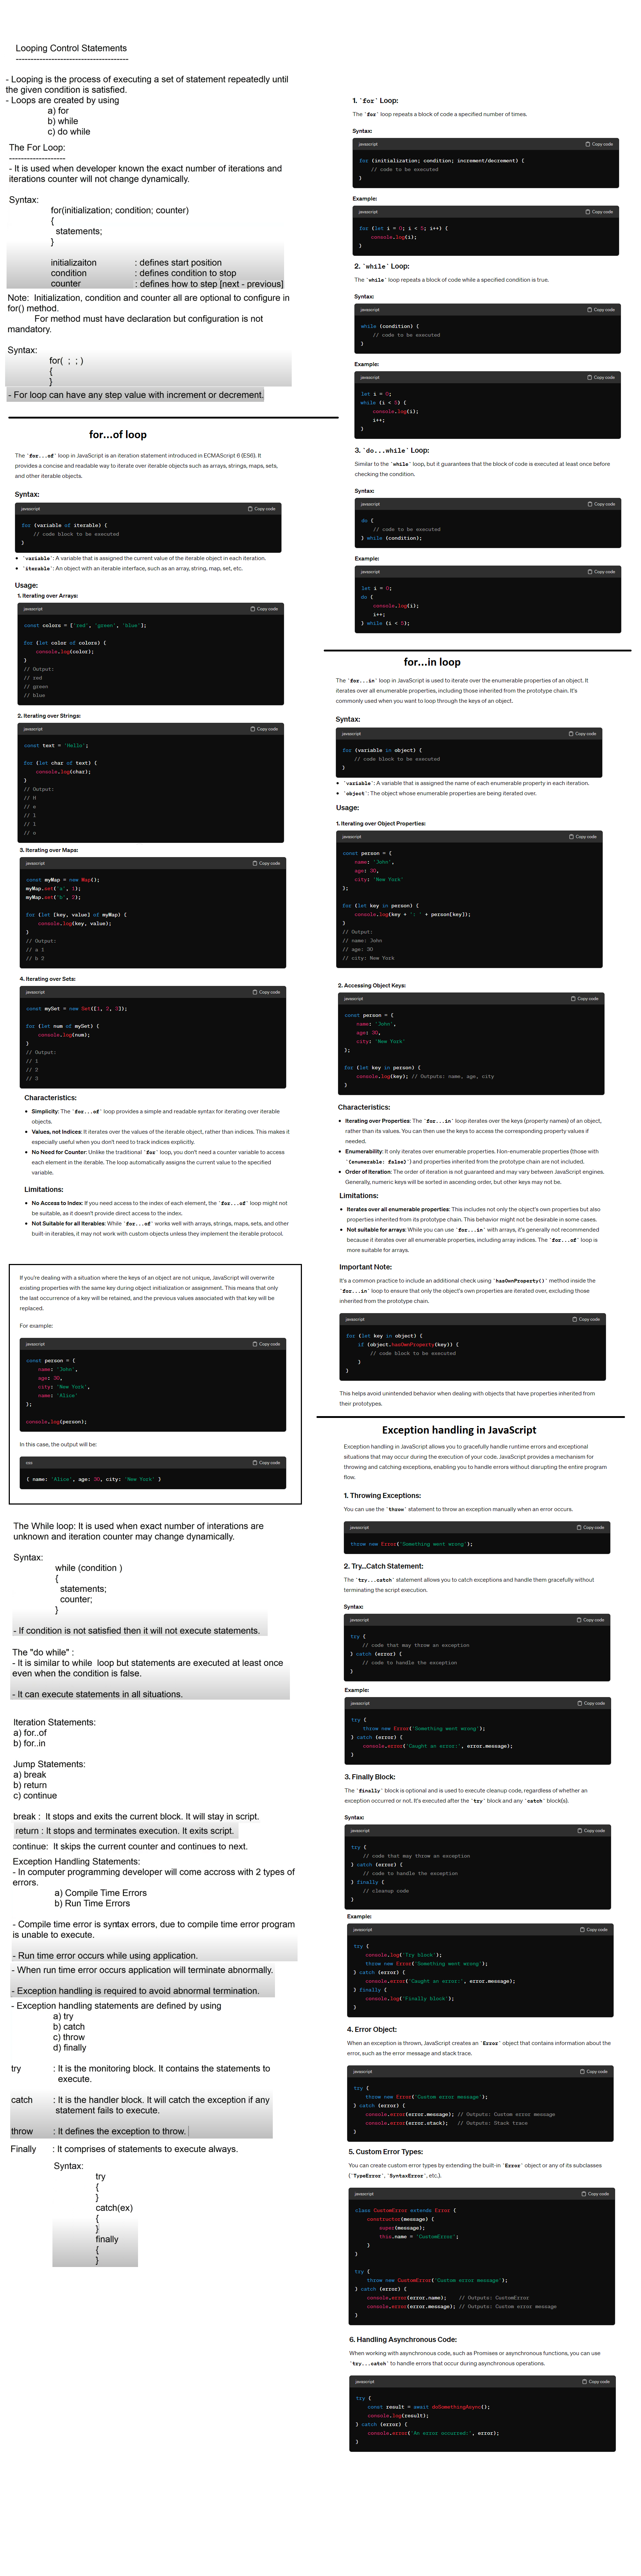 Looping Control Statements
--------------------------------------
- Looping is the process of executing a set of statement repeatedly until
the given condition is satisfied.
- Loops are created by using
a) for
b) while
c) do while
The For Loop:
-------------------
- It is used when developer known the exact number of iterations and
iterations counter will not change dynamically.
Syntax:
for(initialization; condition; counter)
{
statements;
}
initializaiton : defines start position
condition : defines condition to stop
counter : defines how to step [next - previous]
Note: Initialization, condition and counter all are optional to configure in
for() method.
For method must have declaration but configuration is not
mandatory.
Syntax:
for( ; ; )
{
}
- For loop can have any step value with increment or decrement.
for...of loop
The `for...of` loop in JavaScript is an iteration statement introduced in ECMAScript 6 (ES6). It
provides a concise and readable way to iterate over iterable objects such as arrays, strings, maps, sets,
and other iterable objects.
Syntax:
javascript Copy code
for (variable of iterable) {
// code block to be executed
}
• `variable`: A variable that is assigned the current value of the iterable object in each iteration.
• `iterable`: An object with an iterable interface, such as an array, string, map, set, etc.
Usage:
1. Iterating over Arrays:
javascript Copy code
const colors = ['red', 'green', 'blue'];
for (let color of colors) {
console.log(color);
}
// Output:
// red
// green
// blue
2. Iterating over Strings:
javascript Copy code
const text = 'Hello';
for (let char of text) {
console.log(char);
}
// Output:
// H
// e
// l
// l
// o
3. Iterating over Maps:
javascript Copy code
const myMap = new Map();
myMap.set('a', 1);
myMap.set('b', 2);
for (let [key, value] of myMap) {
console.log(key, value);
}
// Output:
// a 1
// b 2
4. Iterating over Sets:
javascript Copy code
const mySet = new Set([1, 2, 3]);
for (let num of mySet) {
console.log(num);
}
// Output:
// 1
// 2
// 3
Characteristics:
• Simplicity: The `for...of` loop provides a simple and readable syntax for iterating over iterable
objects.
• Values, not Indices: It iterates over the values of the iterable object, rather than indices. This makes it
especially useful when you don't need to track indices explicitly.
• No Need for Counter: Unlike the traditional `for` loop, you don't need a counter variable to access
each element in the iterable. The loop automatically assigns the current value to the specified
variable.
Limitations:
• No Access to Index: If you need access to the index of each element, the `for...of` loop might not
be suitable, as it doesn't provide direct access to the index.
• Not Suitable for all Iterables: While `for...of` works well with arrays, strings, maps, sets, and other
built-in iterables, it may not work with custom objects unless they implement the iterable protocol.
If you're dealing with a situation where the keys of an object are not unique, JavaScript will overwrite
existing properties with the same key during object initialization or assignment. This means that only
the last occurrence of a key will be retained, and the previous values associated with that key will be
replaced.
For example:
javascript Copy code
const person = {
name: 'John',
age: 30,
city: 'New York',
name: 'Alice'
};
console.log(person);
In this case, the output will be:
css Copy code
{ name: 'Alice', age: 30, city: 'New York' }
The While loop: It is used when exact number of interations are
unknown and iteration counter may change dynamically.
Syntax:
while (condition )
{
statements;
counter;
}
- If condition is not satisfied then it will not execute statements.
The "do while" :
- It is similar to while loop but statements are executed at least once
even when the condition is false.
- It can execute statements in all situations.
Iteration Statements:
a) for..of
b) for..in
Jump Statements:
a) break
b) return
c) continue
break : It stops and exits the current block. It will stay in script.
return : It stops and terminates execution. It exits script.
continue: It skips the current counter and continues to next.
Exception Handling Statements:
- In computer programming developer will come accross with 2 types of
errors.
a) Compile Time Errors
b) Run Time Errors
- Compile time error is syntax errors, due to compile time error program
is unable to execute.
- Run time error occurs while using application.
- When run time error occurs application will terminate abnormally.
- Exception handling is required to avoid abnormal termination.
- Exception handling statements are defined by using
a) try
b) catch
c) throw
d) finally
try : It is the monitoring block. It contains the statements to
execute.
catch : It is the handler block. It will catch the exception if any
statement fails to execute.
throw : It defines the exception to throw.
Finally : It comprises of statements to execute always.
Syntax:
try
{
}
catch(ex)
{
}
finally
{
}
1. `for` Loop:
The `for` loop repeats a block of code a specified number of times.
Syntax:
javascript Copy code
for (initialization; condition; increment/decrement) {
// code to be executed
}
Example:
javascript Copy code
for (let i = 0; i < 5; i++) {
console.log(i);
}
2. `while` Loop:
The `while` loop repeats a block of code while a specified condition is true.
Syntax:
javascript Copy code
while (condition) {
// code to be executed
}
Example:
javascript Copy code
let i = 0;
while (i < 5) {
console.log(i);
i++;
}
3. `do...while` Loop:
Similar to the `while` loop, but it guarantees that the block of code is executed at least once before
checking the condition.
Syntax:
javascript Copy code
do {
// code to be executed
} while (condition);
Example:
javascript Copy code
let i = 0;
do {
console.log(i);
i++;
} while (i < 5);
for...in loop
The `for...in` loop in JavaScript is used to iterate over the enumerable properties of an object. It
iterates over all enumerable properties, including those inherited from the prototype chain. It's
commonly used when you want to loop through the keys of an object.
Syntax:
javascript Copy code
for (variable in object) {
// code block to be executed
}
• `variable`: A variable that is assigned the name of each enumerable property in each iteration.
• `object`: The object whose enumerable properties are being iterated over.
Usage:
1. Iterating over Object Properties:
javascript Copy code
const person = {
name: 'John',
age: 30,
city: 'New York'
};
for (let key in person) {
console.log(key + ': ' + person[key]);
}
// Output:
// name: John
// age: 30
// city: New York
2. Accessing Object Keys:
javascript Copy code
const person = {
name: 'John',
age: 30,
city: 'New York'
};
for (let key in person) {
console.log(key); // Outputs: name, age, city
}
Characteristics:
• Iterating over Properties: The `for...in` loop iterates over the keys (property names) of an object,
rather than its values. You can then use the keys to access the corresponding property values if
needed.
• Enumerability: It only iterates over enumerable properties. Non-enumerable properties (those with
`{enumerable: false}`) and properties inherited from the prototype chain are not included.
• Order of Iteration: The order of iteration is not guaranteed and may vary between JavaScript engines.
Generally, numeric keys will be sorted in ascending order, but other keys may not be.
Limitations:
• Iterates over all enumerable properties: This includes not only the object's own properties but also
properties inherited from its prototype chain. This behavior might not be desirable in some cases.
• Not suitable for arrays: While you can use `for...in` with arrays, it's generally not recommended
because it iterates over all enumerable properties, including array indices. The `for...of` loop is
more suitable for arrays.
Important Note:
It's a common practice to include an additional check using `hasOwnProperty()` method inside the
`for...in` loop to ensure that only the object's own properties are iterated over, excluding those
inherited from the prototype chain.
javascript Copy code
for (let key in object) {
if (object.hasOwnProperty(key)) {
// code block to be executed
}
}
This helps avoid unintended behavior when dealing with objects that have properties inherited from
their prototypes.
Exception handling in JavaScript
Exception handling in JavaScript allows you to gracefully handle runtime errors and exceptional
situations that may occur during the execution of your code. JavaScript provides a mechanism for
throwing and catching exceptions, enabling you to handle errors without disrupting the entire program
flow.
1. Throwing Exceptions:
You can use the `throw` statement to throw an exception manually when an error occurs.
javascript Copy code
throw new Error('Something went wrong');
2. Try...Catch Statement:
The `try...catch` statement allows you to catch exceptions and handle them gracefully without
terminating the script execution.
Syntax:
javascript Copy code
try {
// code that may throw an exception
} catch (error) {
// code to handle the exception
}
Example:
javascript Copy code
try {
throw new Error('Something went wrong');
} catch (error) {
console.error('Caught an error:', error.message);
}
3. Finally Block:
The `finally` block is optional and is used to execute cleanup code, regardless of whether an
exception occurred or not. It's executed after the `try` block and any `catch` block(s).
Syntax:
javascript Copy code
try {
// code that may throw an exception
} catch (error) {
// code to handle the exception
} finally {
// cleanup code
}
Example:
javascript Copy code
try {
console.log('Try block');
throw new Error('Something went wrong');
} catch (error) {
console.error('Caught an error:', error.message);
} finally {
console.log('Finally block');
}
4. Error Object:
When an exception is thrown, JavaScript creates an `Error` object that contains information about the
error, such as the error message and stack trace.
javascript Copy code
try {
throw new Error('Custom error message');
} catch (error) {
console.error(error.message); // Outputs: Custom error message
console.error(error.stack); // Outputs: Stack trace
}
5. Custom Error Types:
You can create custom error types by extending the built-in `Error` object or any of its subclasses
(`TypeError`, `SyntaxError`, etc.).
javascript Copy code
class CustomError extends Error {
constructor(message) {
super(message);
this.name = 'CustomError';
}
}
try {
throw new CustomError('Custom error message');
} catch (error) {
console.error(error.name); // Outputs: CustomError
console.error(error.message); // Outputs: Custom error message
}
6. Handling Asynchronous Code:
When working with asynchronous code, such as Promises or asynchronous functions, you can use
`try...catch` to handle errors that occur during asynchronous operations.
javascript Copy code
try {
const result = await doSomethingAsync();
console.log(result);
} catch (error) {
console.error('An error occurred:', error);
}